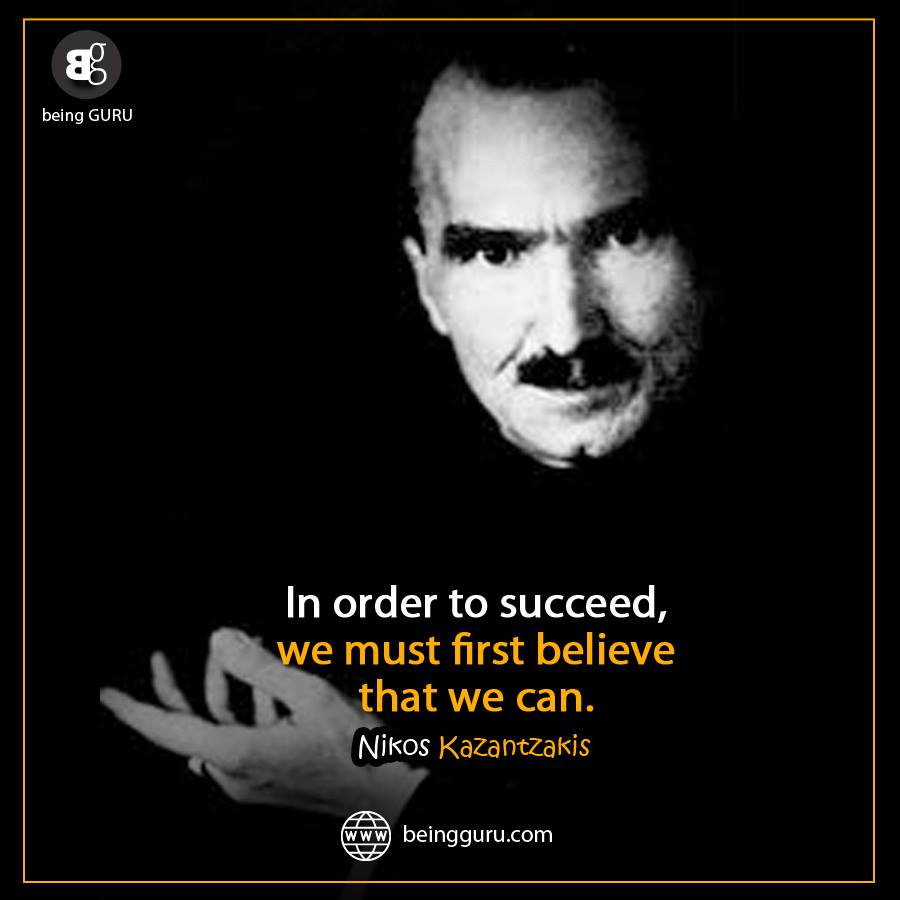 Bg
being GURU
In order to succeed,
we must first believe
that we can.
Nikos Kazantzakis
www beingguru.com